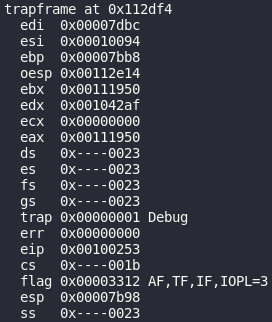 trapframe at 0x112df4
edi 0x00007dbc
esi 0x00010094
ebp 0x00007bb8
oesp 0x00112e14
ebx 0x00111950
edx 0x001042af
ecx 0x00000000
eax 0x00111950
ds 0x----0023
es 0x----0023
fs 0x----0023
gs 0x----0023
trap 0x00000001 Debug
err 0x00000000
eip 0x00100253
cs 0x----001b
flag 0x00003312 AF,TF,IF,IOPL=3
esp 0x00007b98
ss 0x----0023